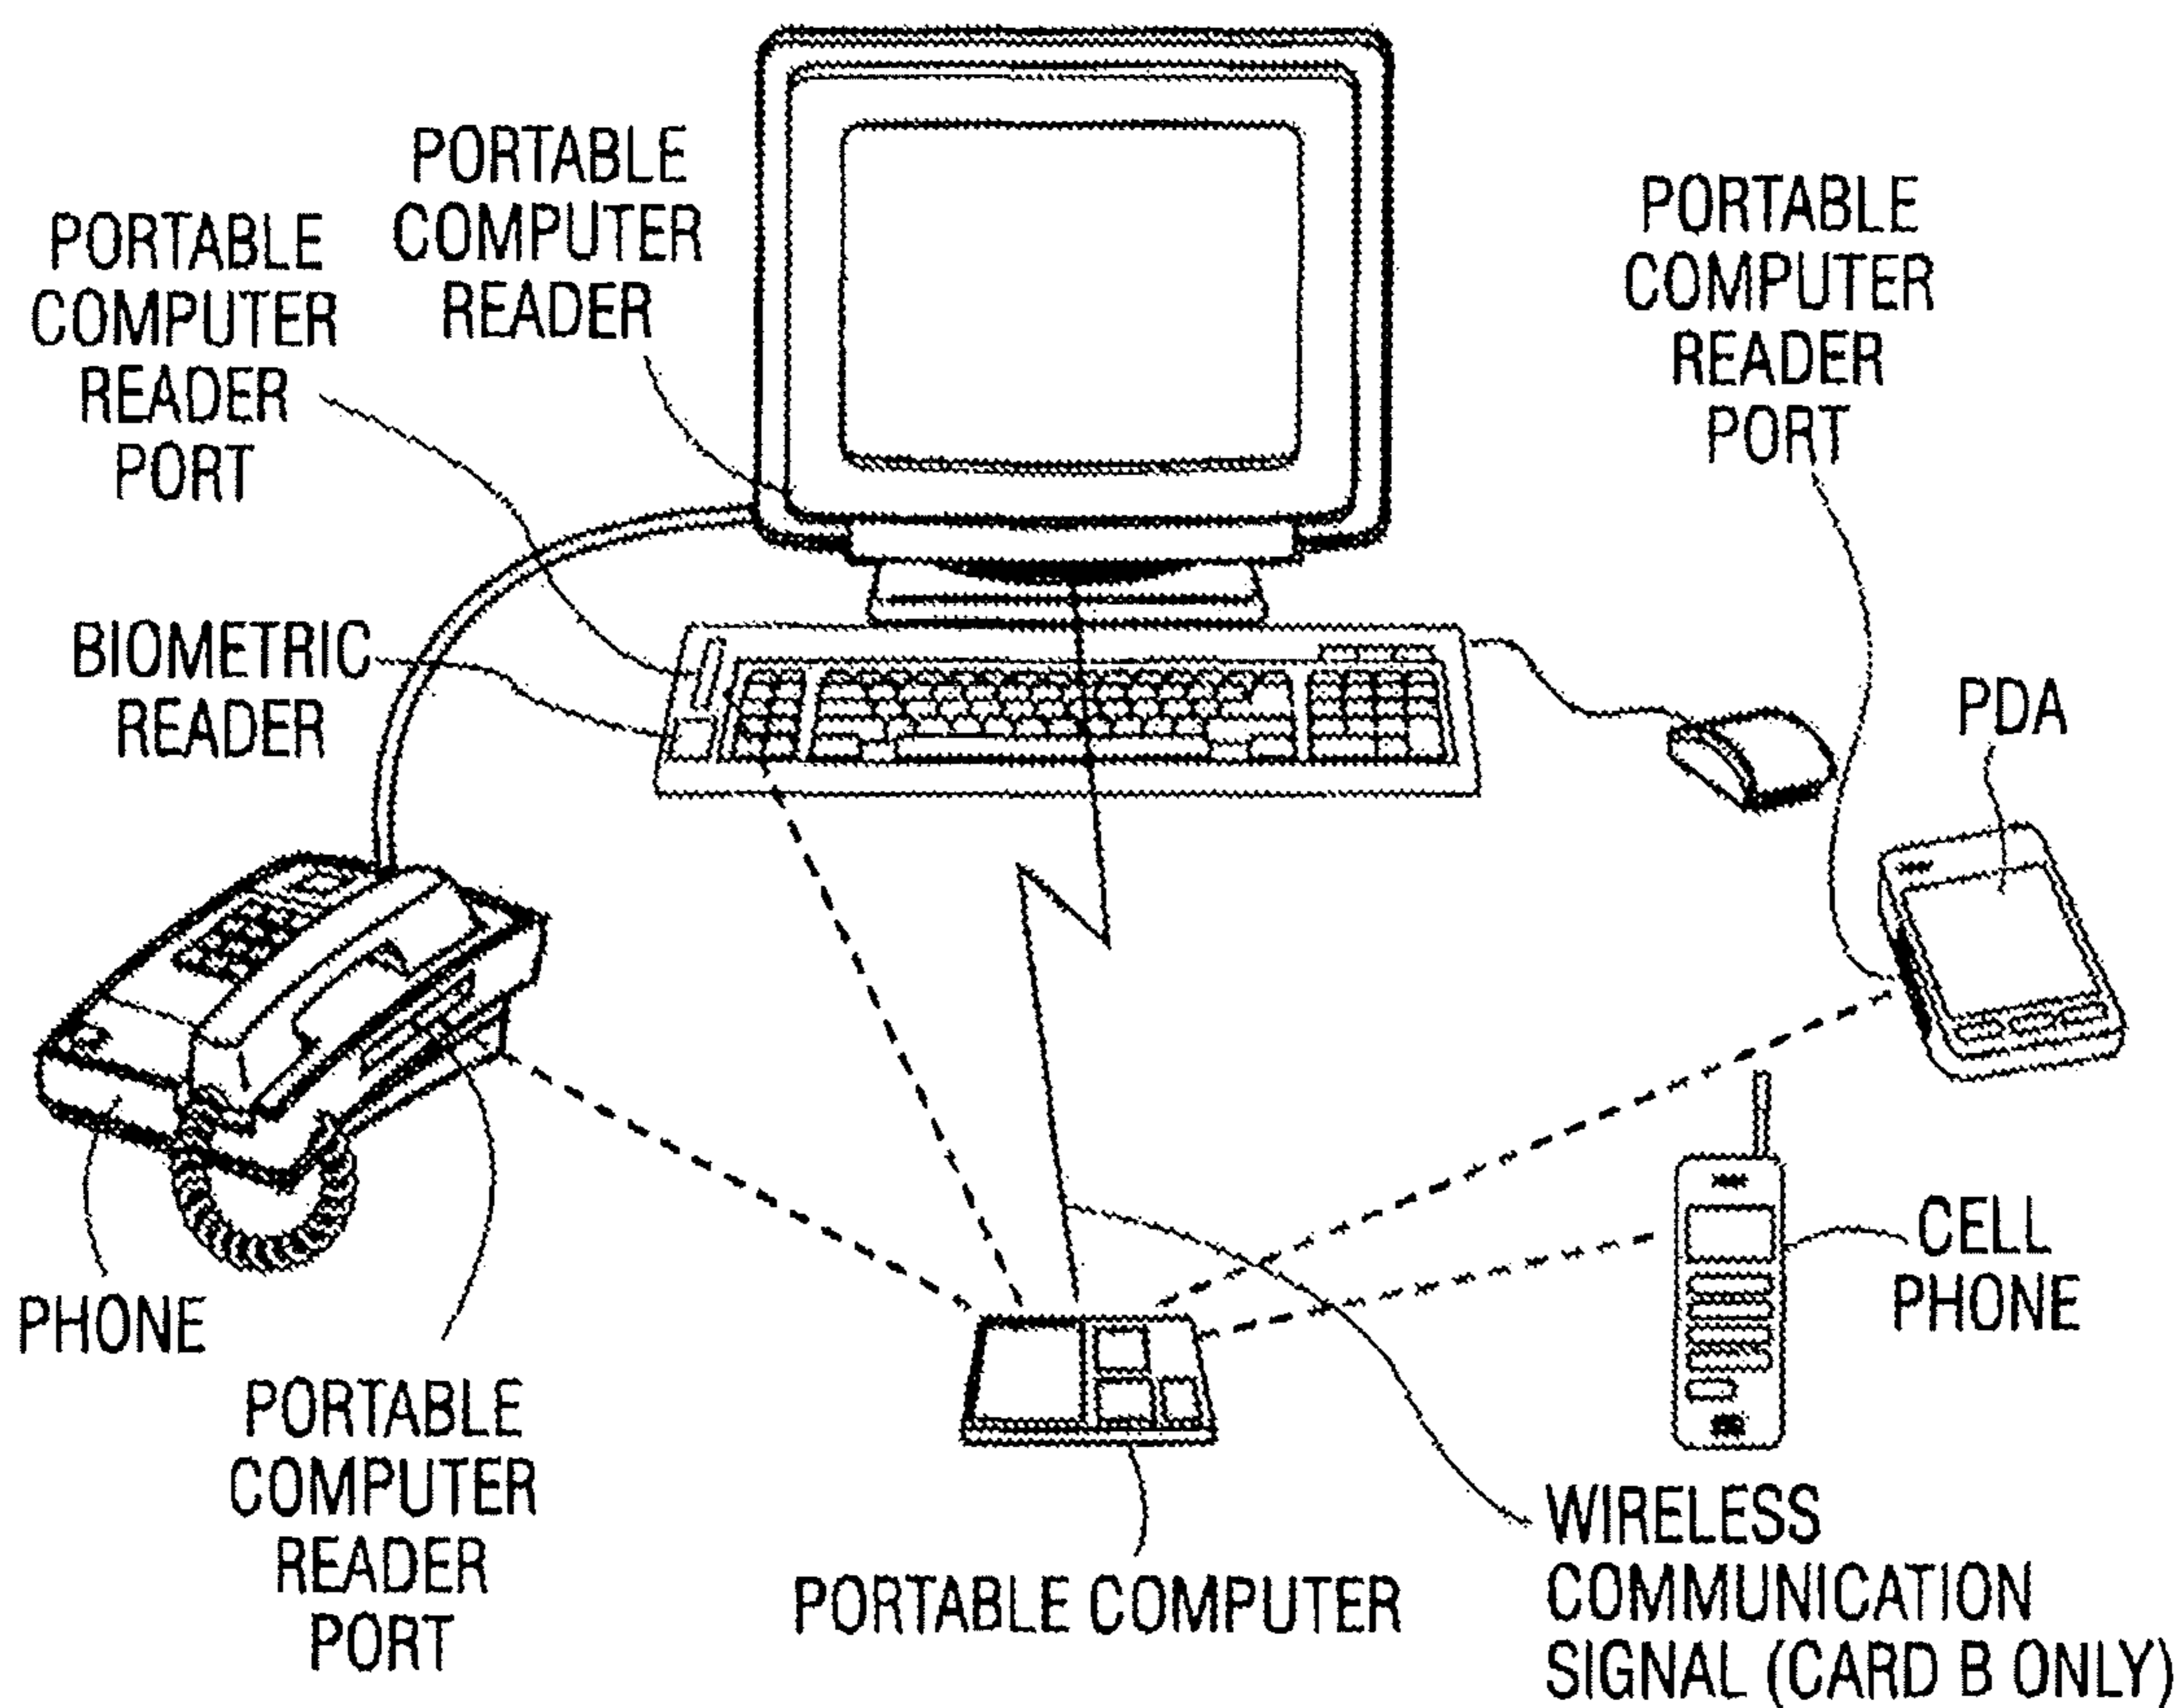 PORTABLE
COMPUTER
READER
PORTABLE
COMPUTER
READER
PORT
PORTABLE
COMPUTER
READER
PORT
BIOMETRIC
READER
PDA
CELL
PHONE
PHONE
PORTABLE
COMPUTER
READER
PORT
PORTABLE COMPUTER
WIRELESS
COMMUNICATION
SIGNAL (CARD B ONLY)